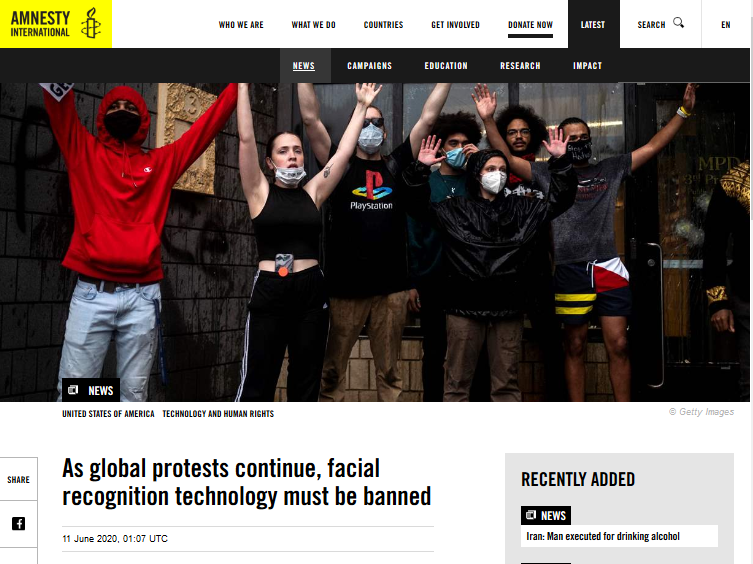 AMNESTY
INTERNATIONAL
WHO WE ARE
WHAT WE DO
COUNTRIES
GET INVOLVED
DONATE NOW
LATEST
SEARCH
EN
NEWS
CAMPAIGNS
EDUCATION
RESEARCH
IMPACT
PlayStation
MPD
NEWS
UNITED STATES OF AMERICA TECHNOLOGY AND HUMAN RIGHTS
© Getty Images
SHARE
As global protests continue, facial
recognition technology must be banned
11 June 2020, 01:07 UTC
RECENTLY ADDED
NEWS
Iran: Man executed for drinking alcohol